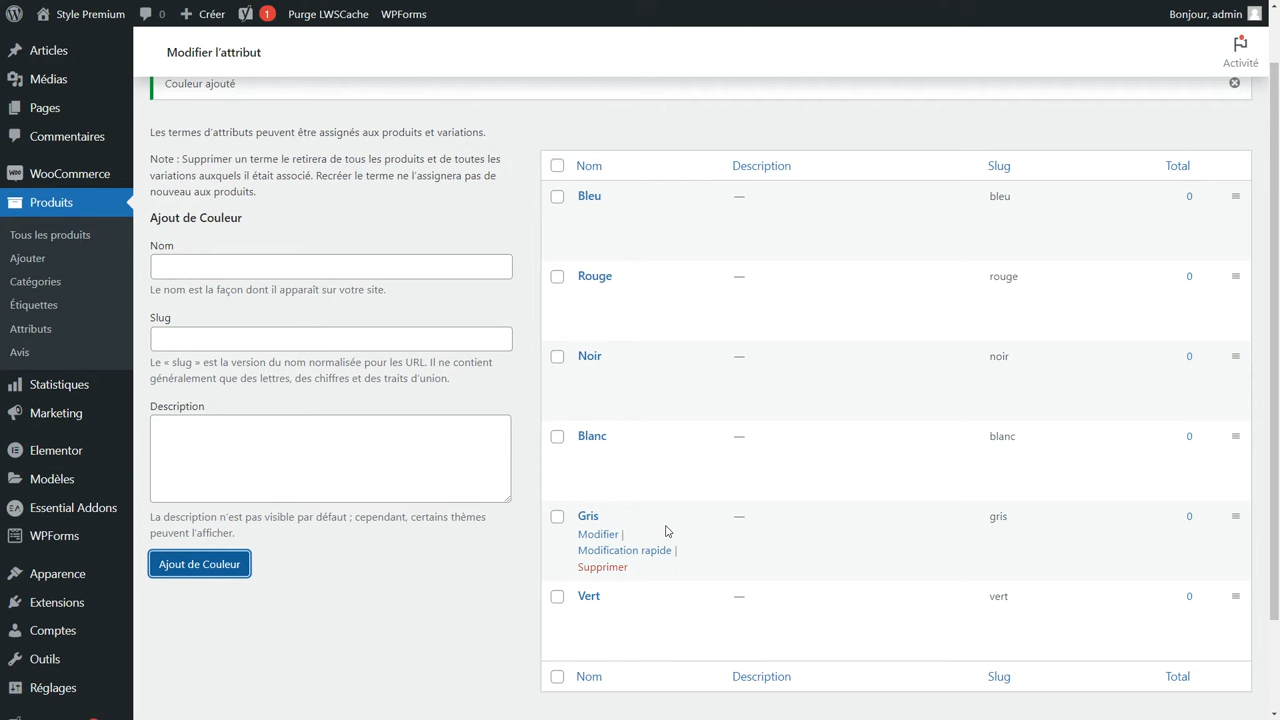 Style Premium
0
Créer
1
Purge LWSCache
WPForms
Bonjour, admin
Articles
Médias
Pages
Commentaires
WooCommerce
Produits
Tous les produits
Ajouter
Catégories
Étiquettes
Attributs
Avis
Statistiques
Marketing
Elementor
Modèles
Essential Addons
WPForms
Apparence
Extensions
Comptes
Outils
Réglages
Modifier l'attribut
Activité
Couleur ajouté
Les termes d'attributs peuvent être assignés aux produits et variations.
Note : Supprimer un terme le retirera de tous les produits et de toutes les
variations auxquels il était associé. Recréer le terme ne l'assignera pas de
nouveau aux produits.
Ajout de Couleur
Nom
Le nom est la façon dont il apparaît sur votre site.
Slug
Le « slug » est la version du nom normalisée pour les URL. Il ne contient
généralement que des lettres, des chiffres et des traits d'union.
Description
La description n'est pas visible par défaut ; cependant, certains thèmes
peuvent l'afficher.
Ajout de Couleur
Nom Description Slug Total
Bleu — bleu 0
Rouge — rouge 0
Noir — noir 0
Blanc — blanc 0
Gris — gris 0
Modifier |
Modification rapide |
Supprimer
Vert — vert 0
Nom Description Slug Total